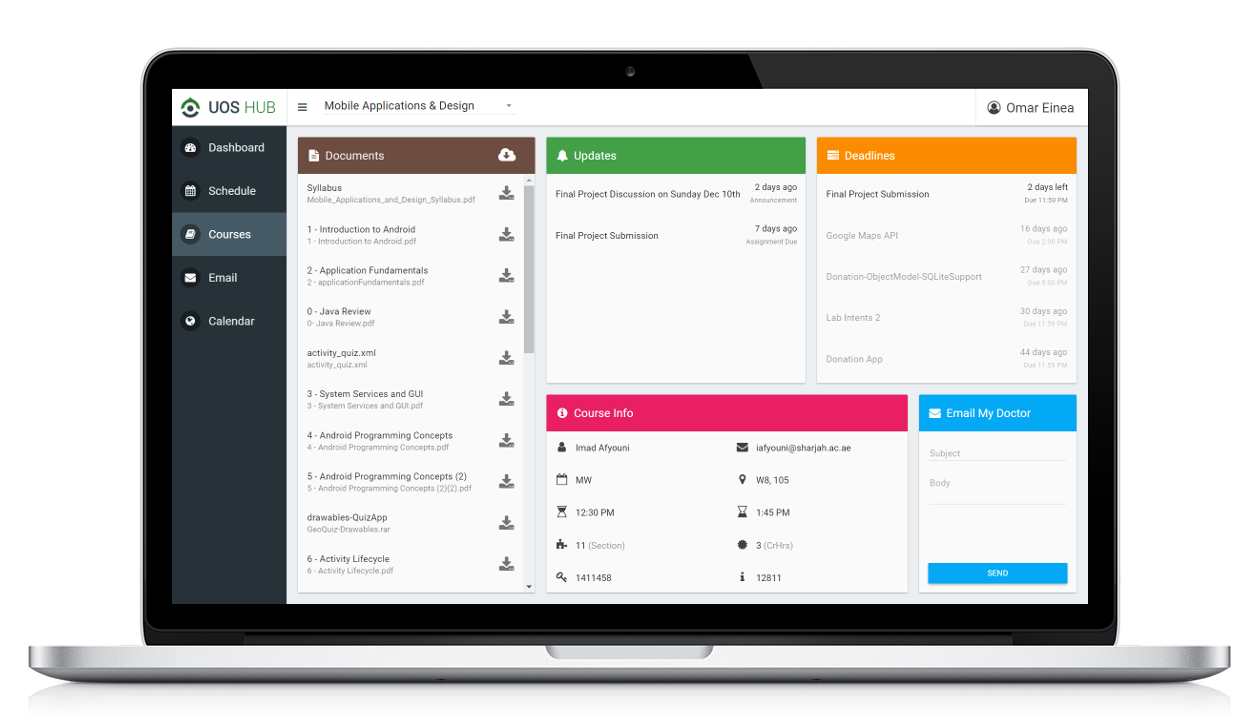 UOS HUB
Mobile Applications & Design
Omar Einea
Dashboard
Schedule
Courses
Email
Calendar
Documents
Syllabus
Mobile_Applications_and_Design_Syllabus.pdf
1 - Introduction to Android
1 - Introduction to Android.pdf
2 - Application Fundamentals
2 - applicationFundamentals.pdf
0 - Java Review
0- Java Review.pdf
activity_quiz.xml
activity_quiz.xml
3 - System Services and GUI
3 - System Services and GUI.pdf
4 - Android Programming Concepts
4 - Android Programming Concepts.pdf
5 - Android Programming Concepts (2)
5 - Android Programming Concepts (2)(2).pdf
drawables-QuizApp
GeoQuiz-Drawables.rar
6 - Activity Lifecycle
6 - Activity Lifecycle.pdf
Updates
Final Project Discussion on Sunday Dec 10th
2 days ago
Announcement
Final Project Submission
7 days ago
Assignment Due
Deadlines
Final Project Submission
2 days left
Due 11:59 PM
Google Maps API
16 days ago
Due 2:00 PM
Donation-ObjectModel-SQLiteSupport
27 days ago
Due 8:00 PM
Lab Intents 2
30 days ago
Due 11:59 PM
Donation App
44 days ago
Due 11:59 PM
Course Info
Imad Afyouni
iafyouni@sharjah.ac.ae
MW
W8, 105
12:30 PM
1:45 PM
11 (Section)
3 (CrHrs)
1411458
12811
Email My Doctor
Subject
Body
SEND